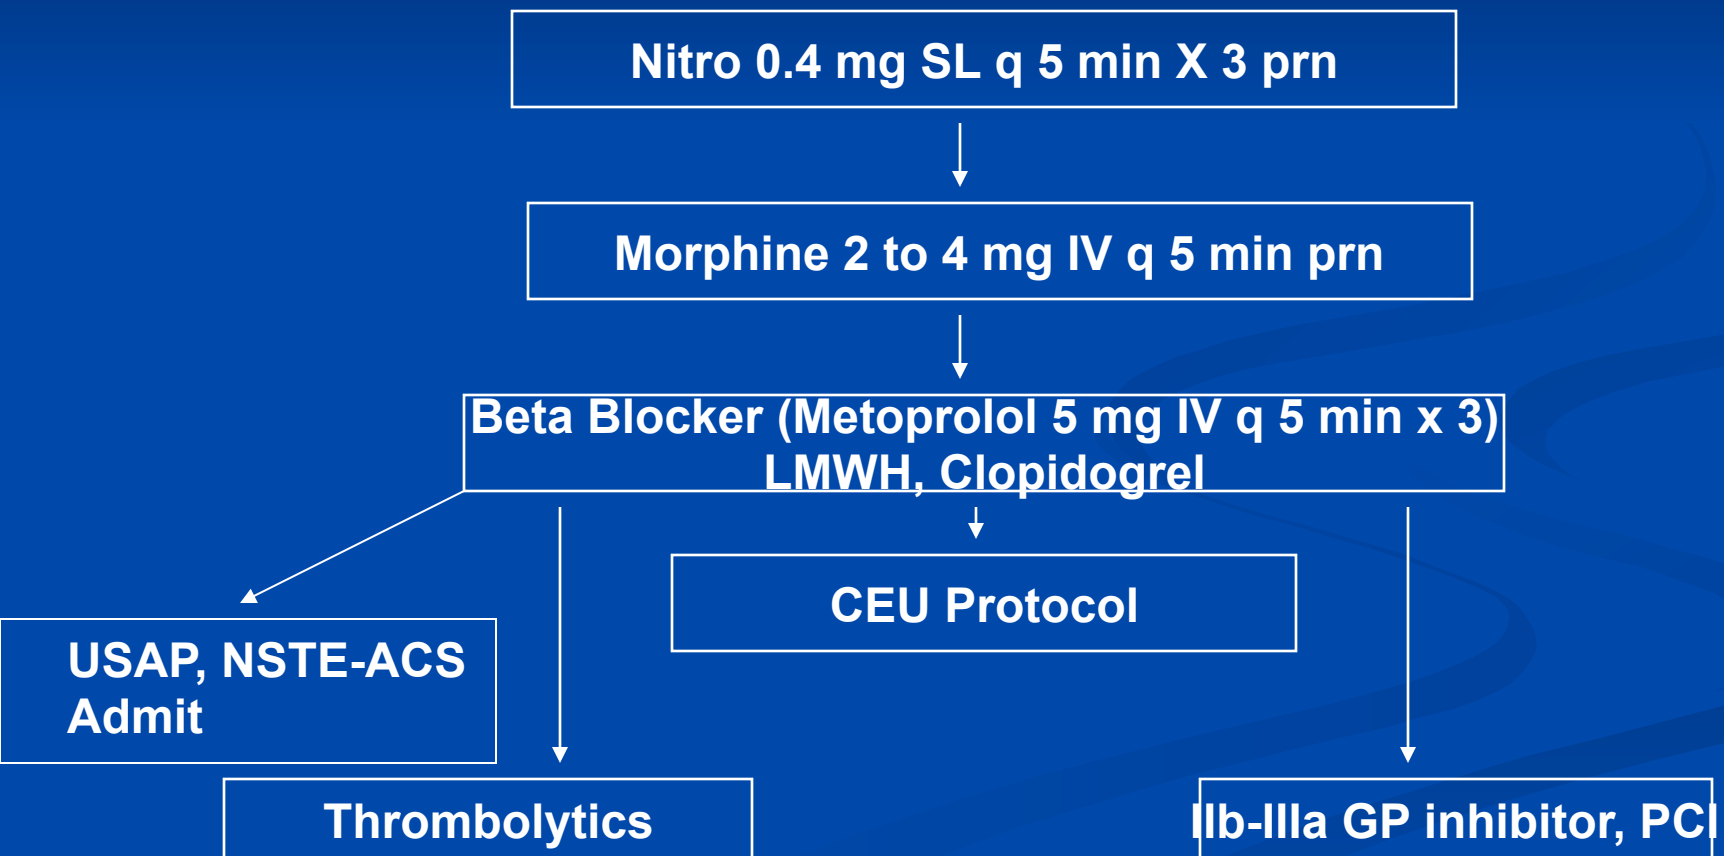 Nitro 0.4 mg SL q 5 min X 3 prn
Morphine 2 to 4 mg IV q 5 min prn
Beta Blocker (Metoprolol 5 mg IV q 5 min x 3)
LMWH, Clopidogrel
CEU Protocol
USAP, NSTE-ACS
Admit
Thrombolytics
IIb-IIIa GP inhibitor, PCI